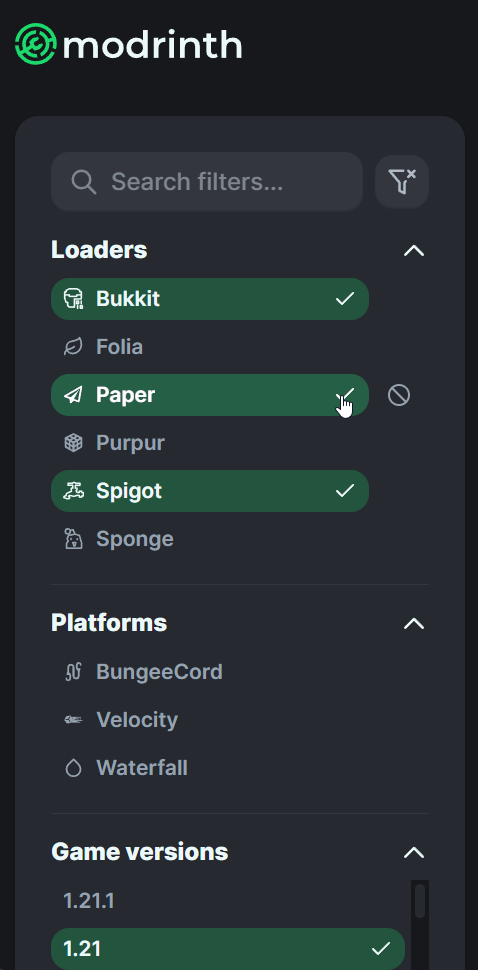 modrinth
Search filters...
Loaders
Bukkit
Folia
Paper
Purpur
Spigot
Sponge
Platforms
BungeeCord
Velocity
Waterfall
Game versions
1.21.1
1.21